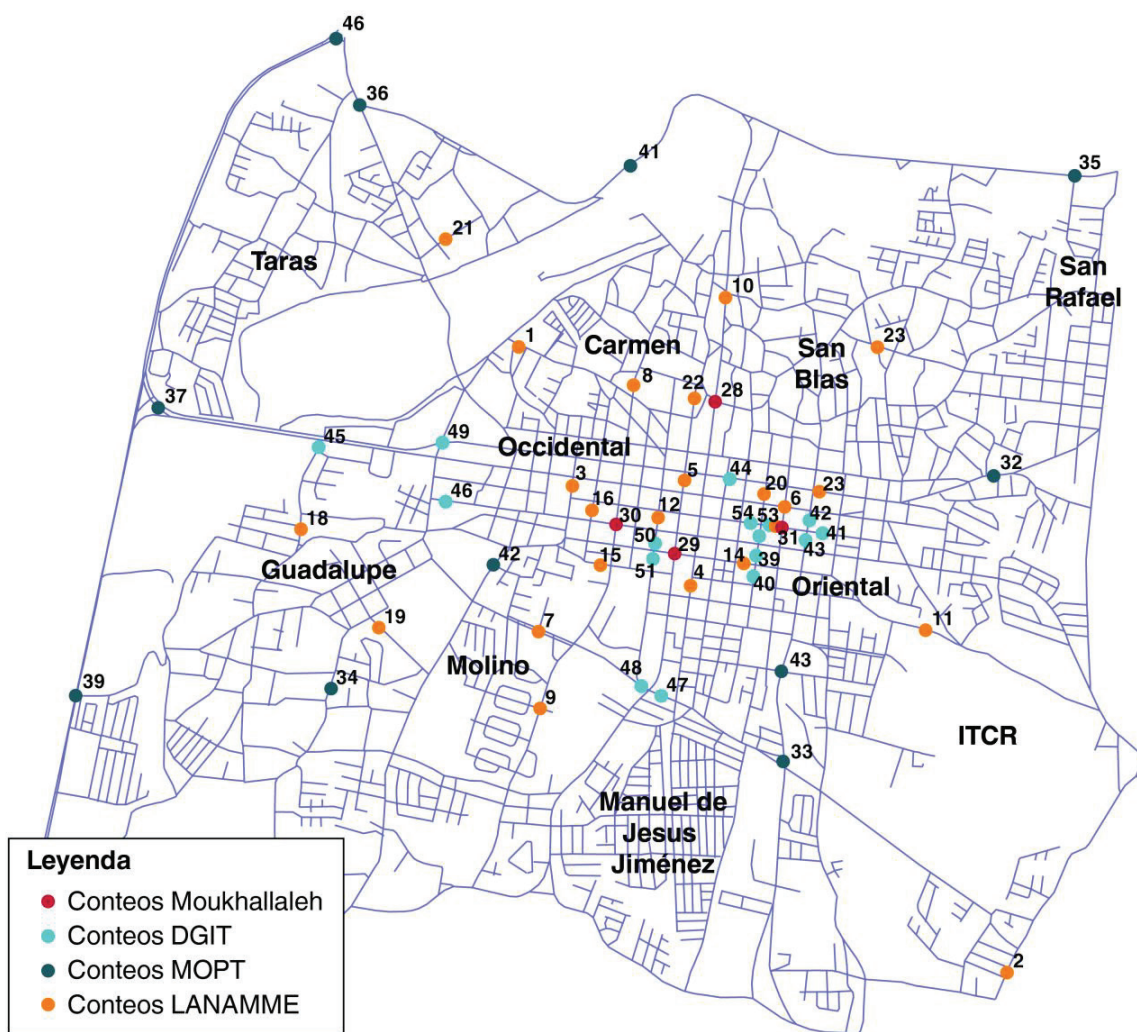 46
36
41
35
21
Taras
San
Rafael
10
1
Carmen
San
Blas
23
8
22
28
37
45
49
Occidental
32
3
5
44
20
23
46
16
6
12
30
54
53
42
18
50
31
41
29
43
Guadalupe
42
15
51
14
39
4
40
Oriental
19
7
11
Molino
48
43
47
39
34
9
ITCR
33
Manuel de
Jesus
Jiménez
Leyenda
Conteos Moukhallaleh
Conteos DGIT
Conteos MOPT
Conteos LANAMME
2